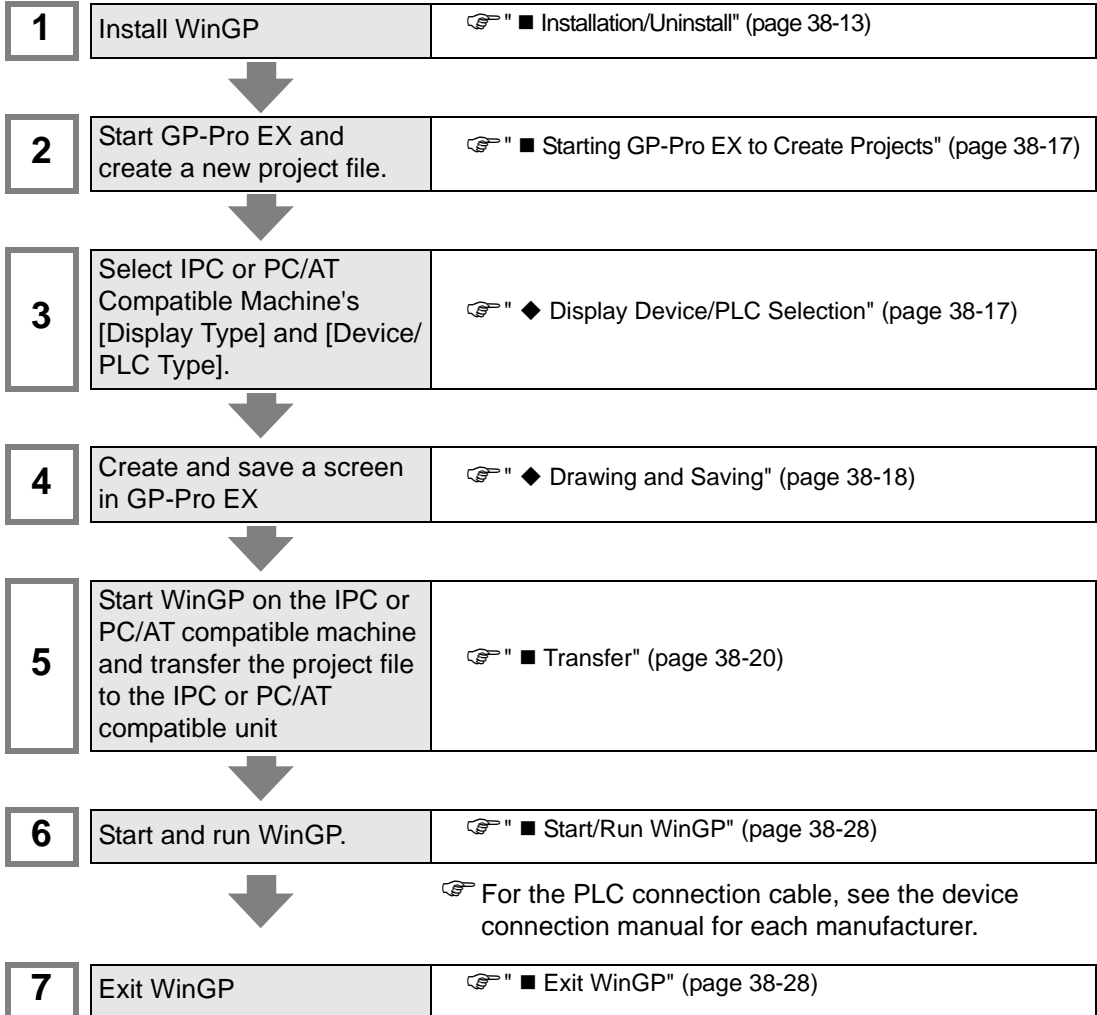 1
Install WinGP
☞ " ■ Installation/Uninstall" (page 38-13)
2
Start GP-Pro EX and
create a new project file.
☞ " ■ Starting GP-Pro EX to Create Projects" (page 38-17)
3
Select IPC or PC/AT
Compatible Machine's
[Display Type] and [Device/
PLC Type].
☞ " ◆ Display Device/PLC Selection" (page 38-17)
4
Create and save a screen
in GP-Pro EX
☞ " ◆ Drawing and Saving" (page 38-18)
5
Start WinGP on the IPC or
PC/AT compatible machine
and transfer the project file
to the IPC or PC/AT
compatible unit
☞ " ■ Transfer" (page 38-20)
6
Start and run WinGP.
☞ " ■ Start/Run WinGP" (page 38-28)
☞ For the PLC connection cable, see the device
connection manual for each manufacturer.
7
Exit WinGP
☞ " ■ Exit WinGP" (page 38-28)